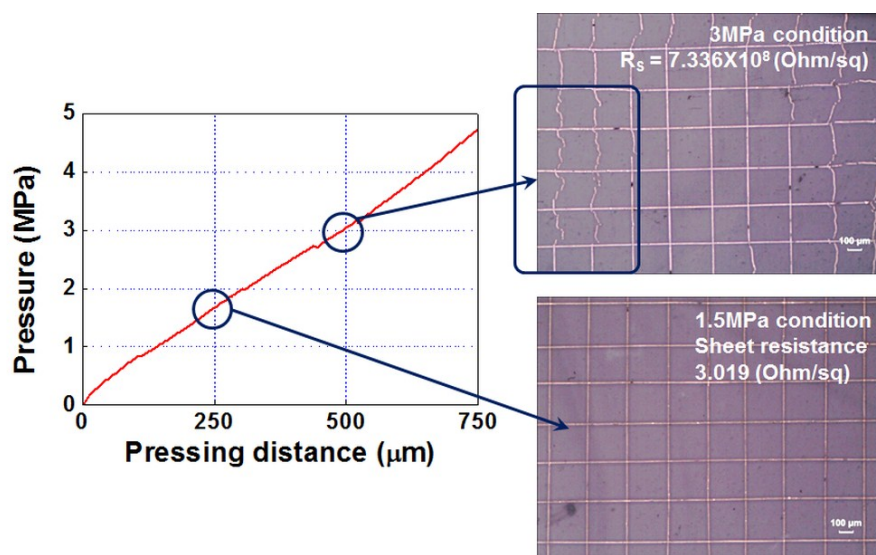 5
4
3
2
1
0
Pressure (MPa)
0 250 500 750
Pressing distance (μm)
3MPa condition
R_S = 7.336X10⁸ (Ohm/sq)
100 μm
1.5MPa condition
Sheet resistance
3.019 (Ohm/sq)
100 μm